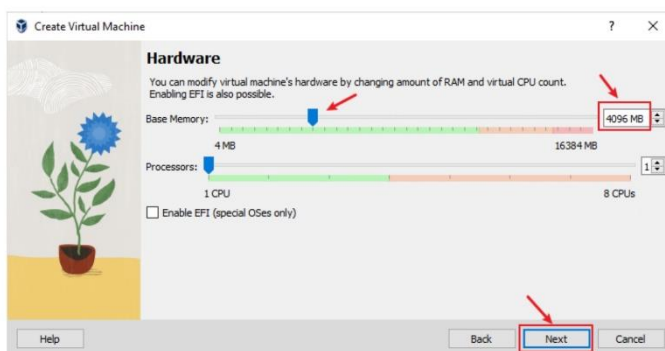 Create Virtual Machine
?
Hardware
You can modify virtual machine's hardware by changing amount of RAM and virtual CPU count.
Enabling EFI is also possible.
Base Memory:
4096 MB
4 MB
16384 MB
Processors:
1
1 CPU
8 CPUs
Enable EFI (special OSes only)
Help
Back
Next
Cancel